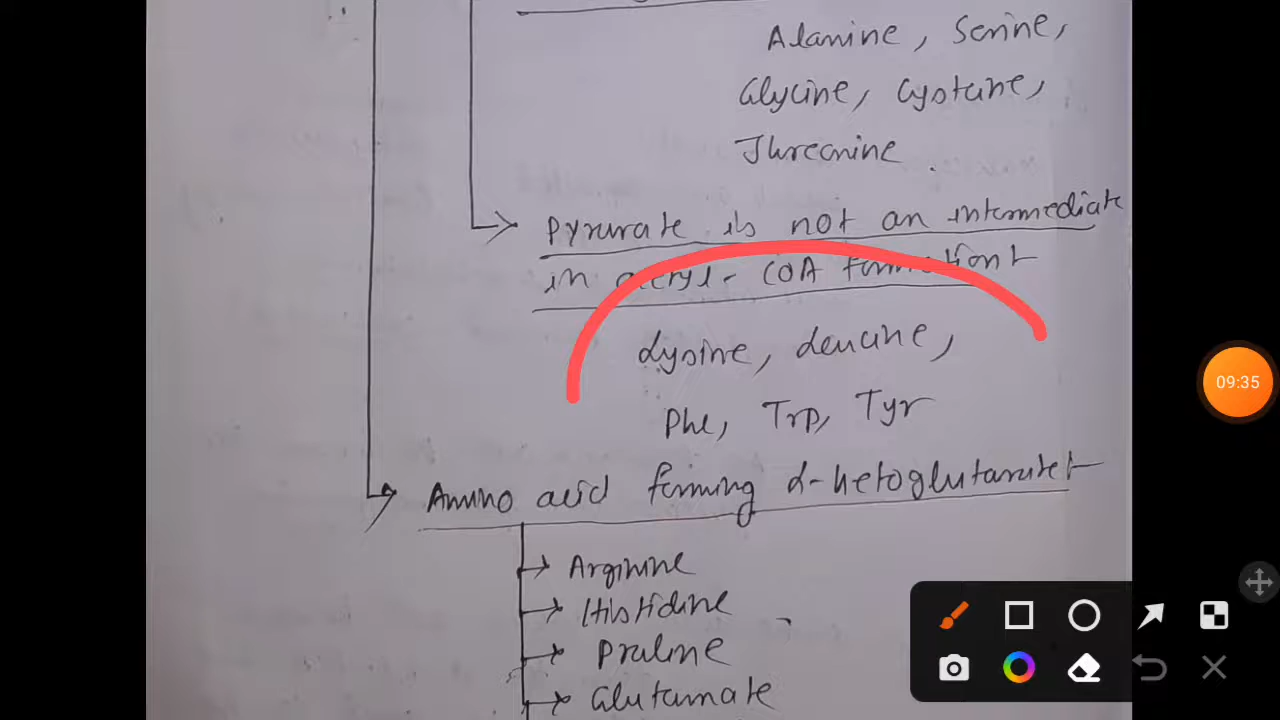 Alanine, Serine,
Glycine, Cysteine,
Threonine
Pyruvate is not an intermediate
in acetyl-COA formation
Lysine, Leucine,
Phe, Trp, Tyr
Amino acid forming α-ketoglutarate
Arginine
Histidine
Proline
Glutamate
09:35